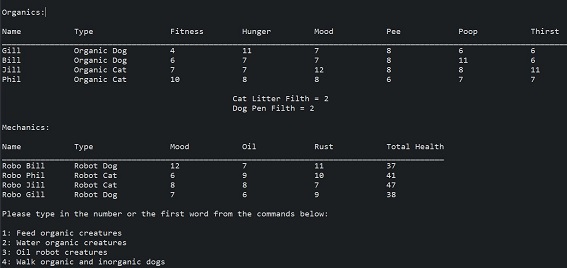 Organics:
Name Type Fitness Hunger Mood Pee Poop Thirst
Gill Organic Dog 4 11 7 8 6 6
Bill Organic Dog 6 7 7 8 11 6
Jill Organic Cat 7 7 12 8 8 11
Phil Organic Cat 10 8 8 6 7 7
Cat Litter Filth = 2
Dog Pen Filth = 2
Mechanics:
Name Type Mood Oil Rust Total Health
Robo Bill Robot Dog 12 7 11 37
Robo Phil Robot Cat 6 9 10 41
Robo Jill Robot Cat 8 8 7 47
Robo Gill Robot Dog 7 6 9 38
Please type in the number or the first word from the commands below:
1: Feed organic creatures
2: Water organic creatures
3: Oil robot creatures
4: Walk organic and inorganic dogs